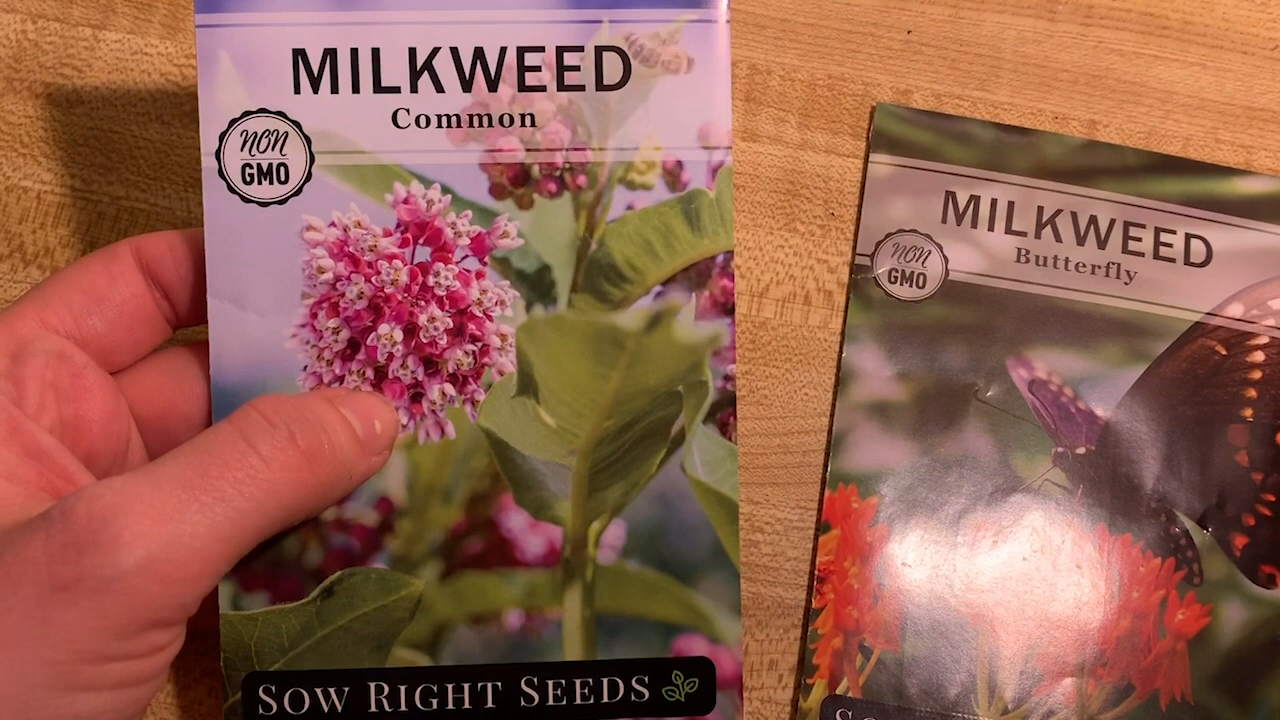 MILKWEED
Common
non
GMO
SOW RIGHT SEEDS
MILKWEED
Butterfly
non
GMO